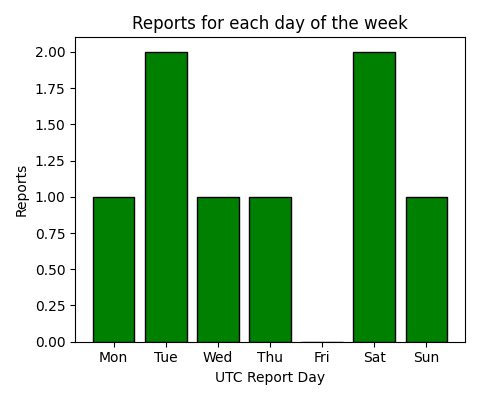 Reports for each day of the week
Reports
2.00
1.75
1.50
1.25
1.00
0.75
0.50
0.25
0.00
Mon Tue Wed Thu Fri Sat Sun
UTC Report Day